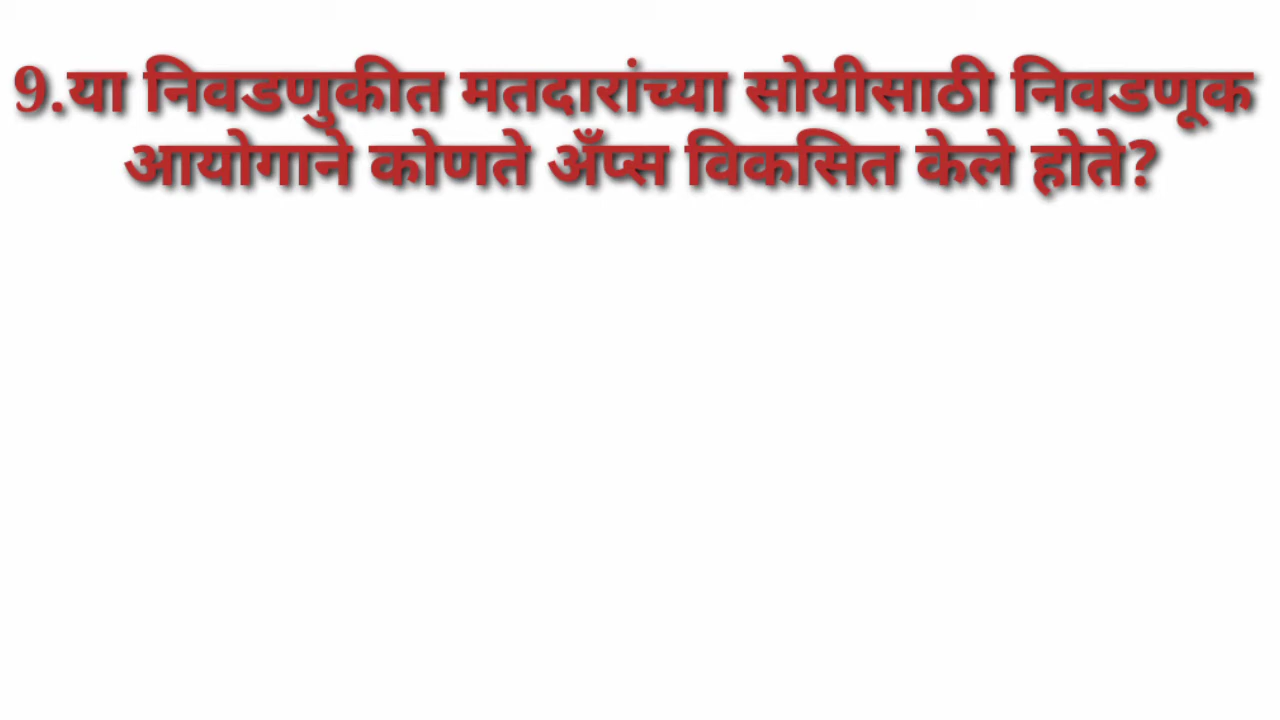 9.या निवडणुकीत मतदारांच्या सोयीसाठी निवडणूक
आयोगाने कोणते अँप्स विकसित केले होते?